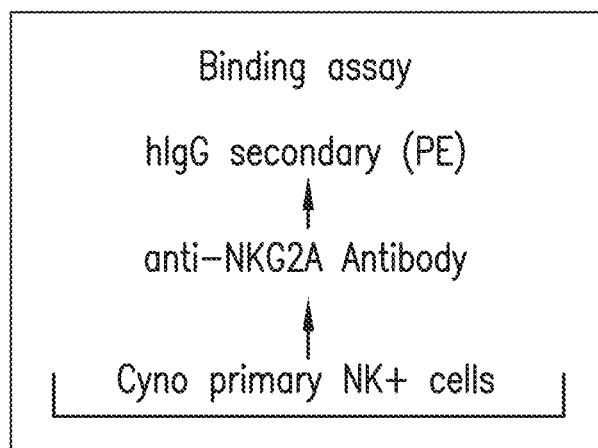 Binding assay
hIgG secondary (PE)
anti-NKG2A Antibody
Cyno primary NK+ cells